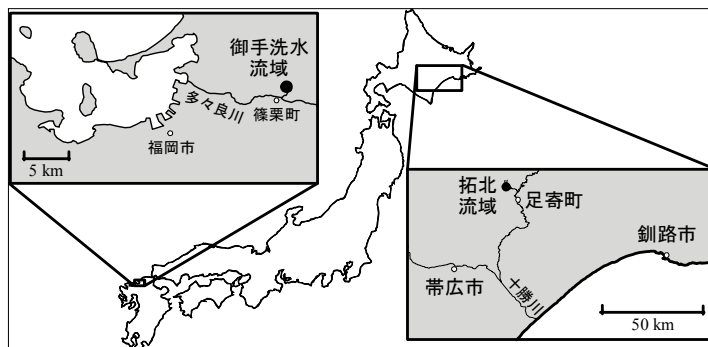 御手洗水
流域
多々良川
篠栗町
福岡市
5 km
拓北
流域
足寄町
釧路市
帯広市
十勝川
50 km